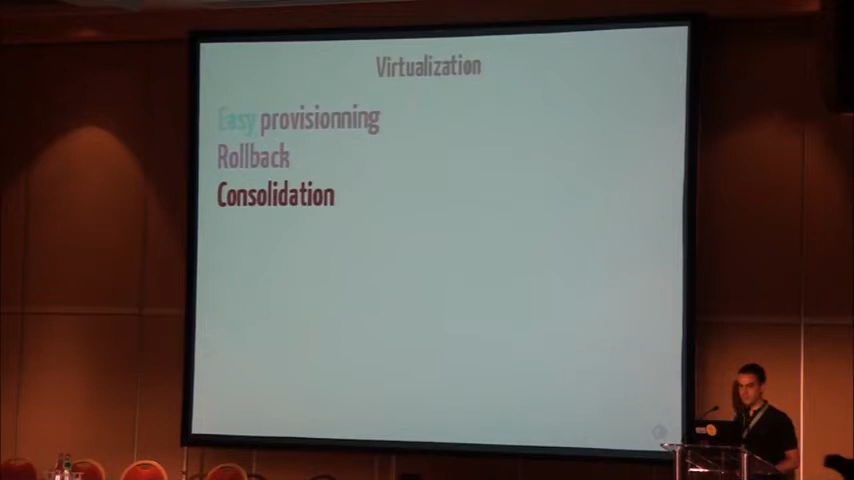 Virtualization
Easy provisionning
Rollback
Consolidation